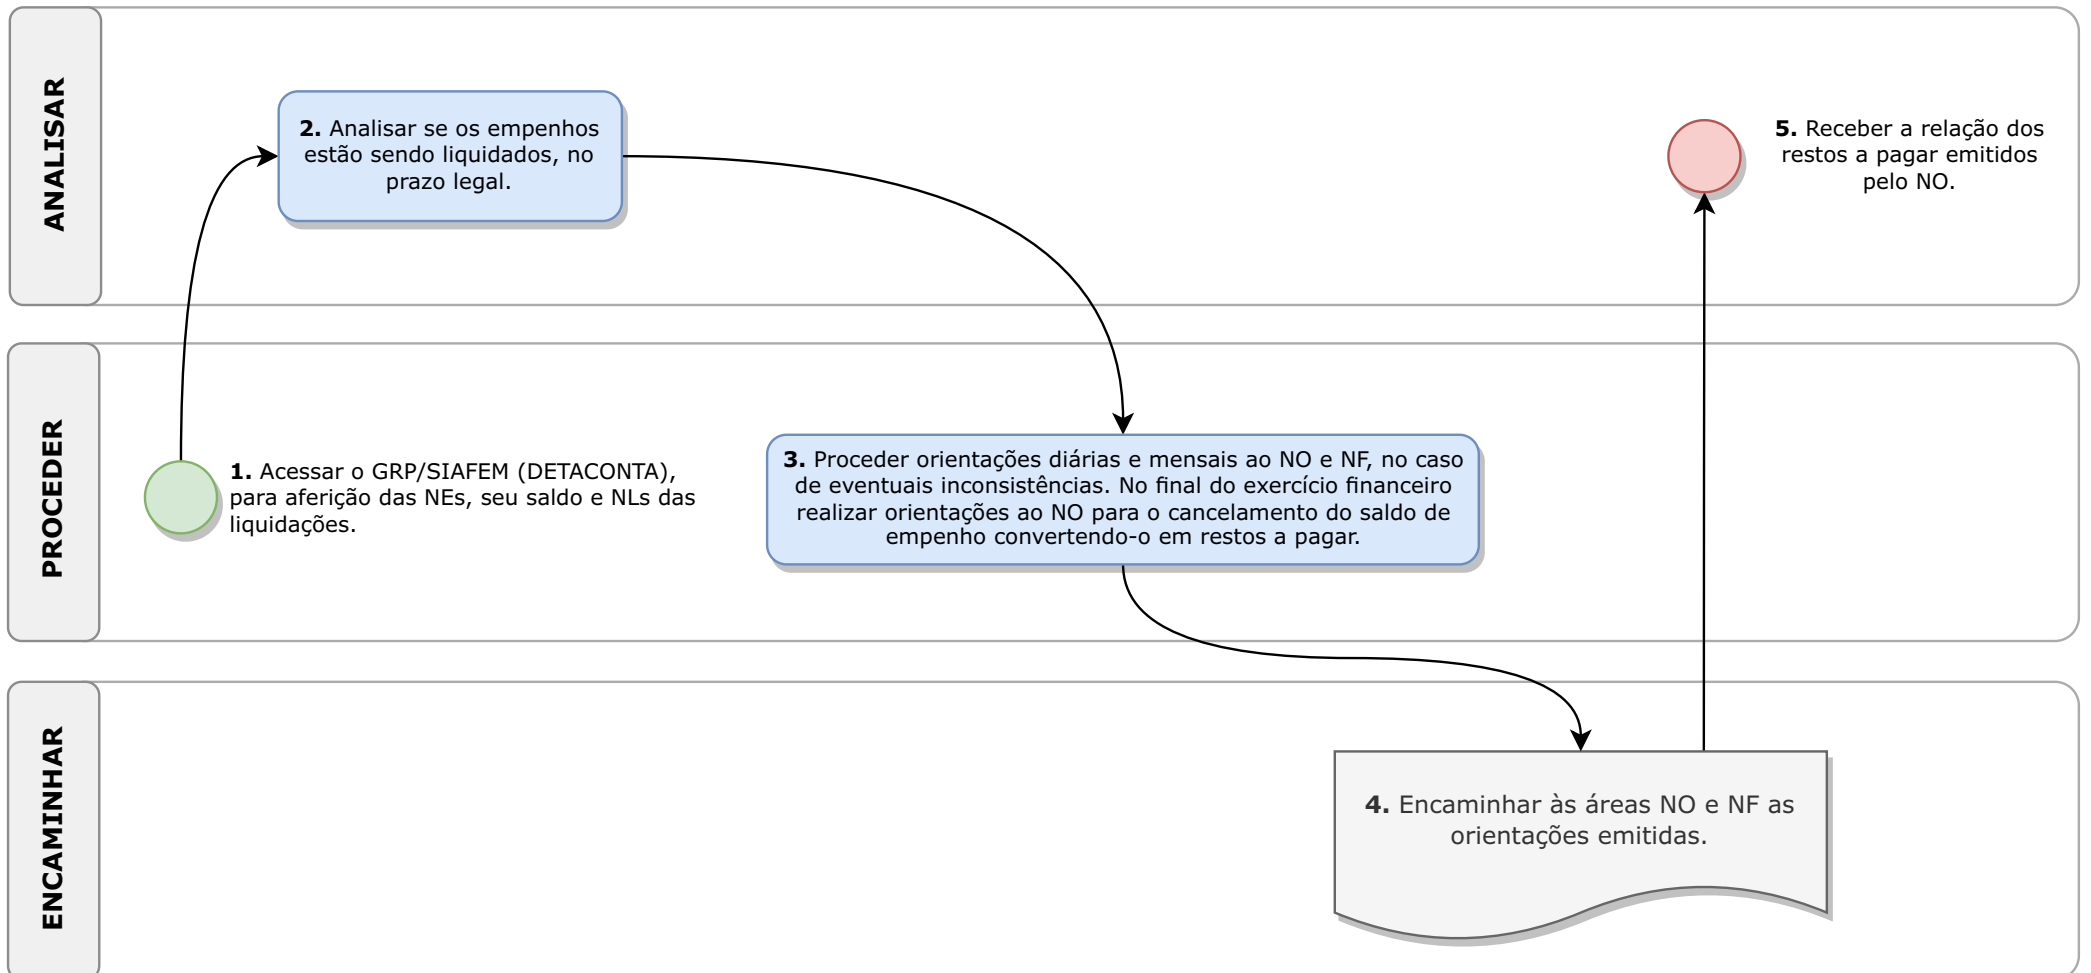 ANALISAR
2. Analisar se os empenhos
estão sendo liquidados, no
prazo legal.
5. Receber a relação dos
restos a pagar emitidos
pelo NO.
PROCEDER
1. Acessar o GRP/SIAFEM (DETACONTA),
para aferição das NEs, seu saldo e NLs das
liquidações.
3. Proceder orientações diárias e mensais ao NO e NF, no caso
de eventuais inconsistências. No final do exercício financeiro
realizar orientações ao NO para o cancelamento do saldo de
empenho convertendo-o em restos a pagar.
ENCAMINHAR
4. Encaminhar às áreas NO e NF as
orientações emitidas.